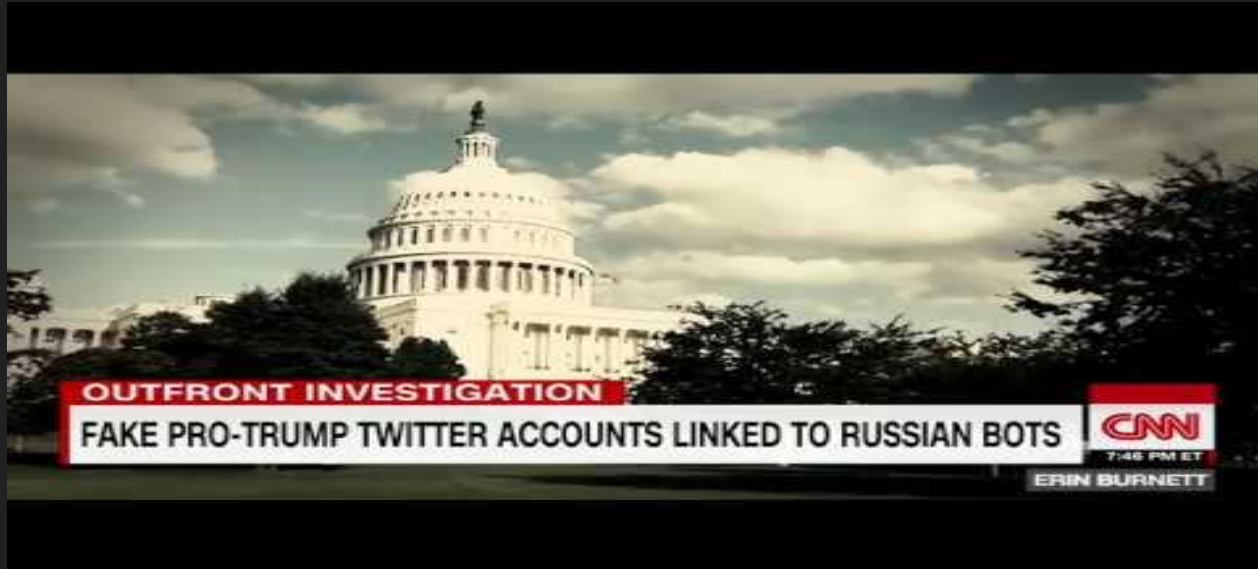 OUTFRONT INVESTIGATION
FAKE PRO-TRUMP TWITTER ACCOUNTS LINKED TO RUSSIAN BOTS
CNN
7:46 PM ET
ERIN BURNETT